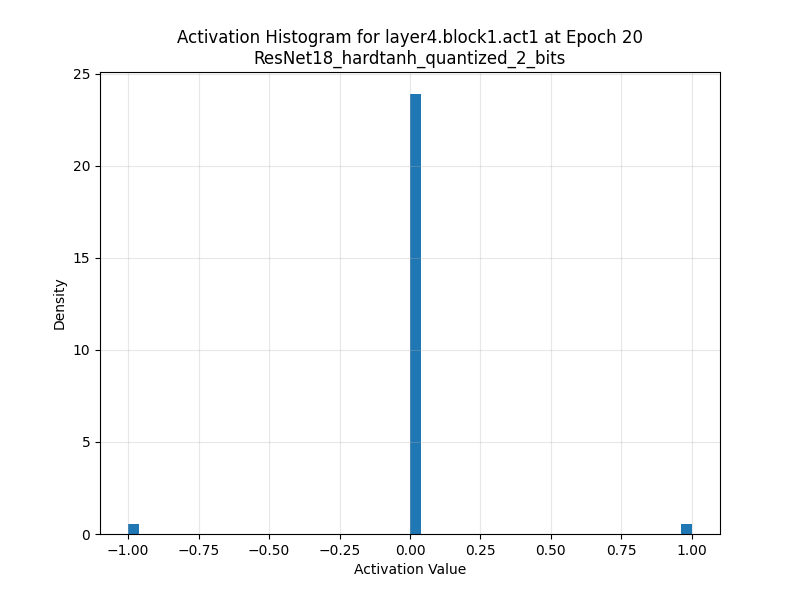 Activation Histogram for layer4.block1.act1 at Epoch 20
ResNet18_hardtanh_quantized_2_bits
25
20
15
10
5
0
Density
−1.00 −0.75 −0.50 −0.25 0.00 0.25 0.50 0.75 1.00
Activation Value